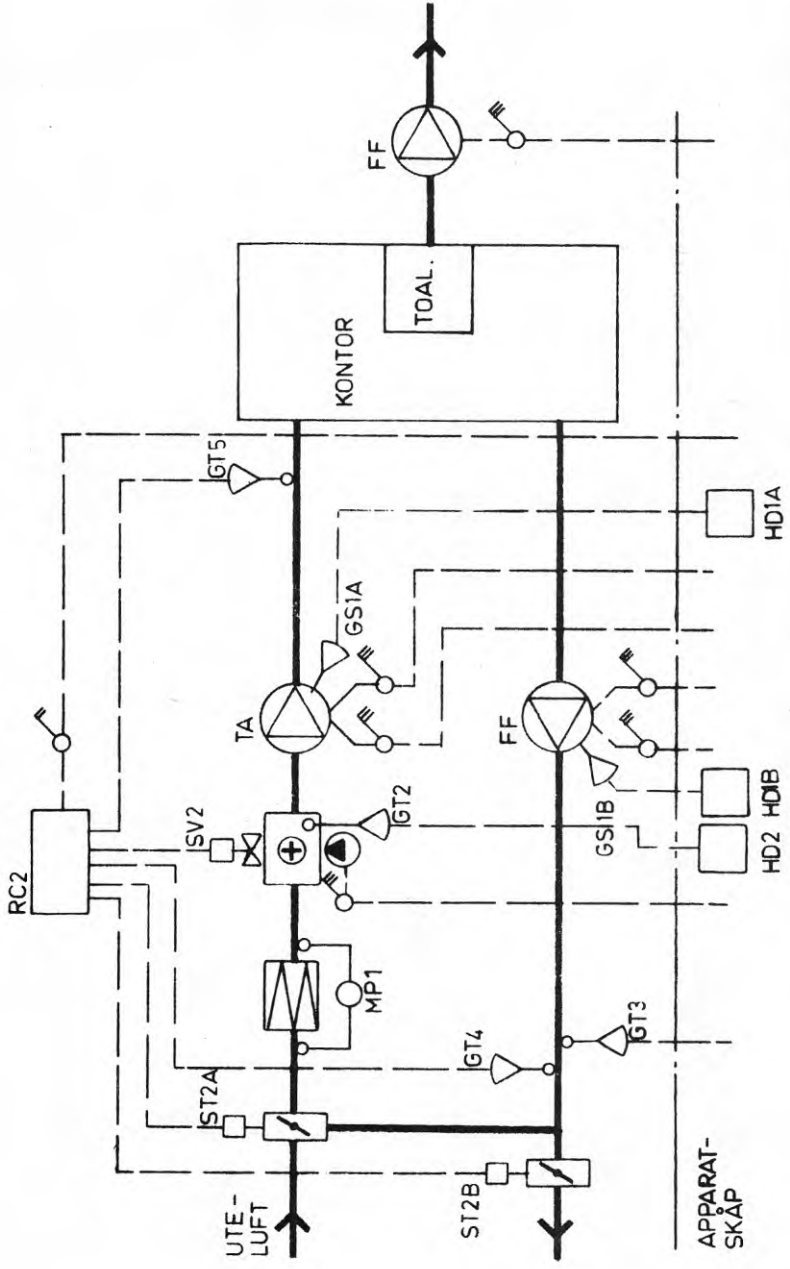 RC2
FF
GT5
KONTOR
TOAL.
SV2
TA
GS1A
GT2
ST2A
MP1
UTE-
LUFT
GT4
FF
GS1B
GT3
ST2B
APPARAT-
SKÅP
HD2
HD1B
HD1A